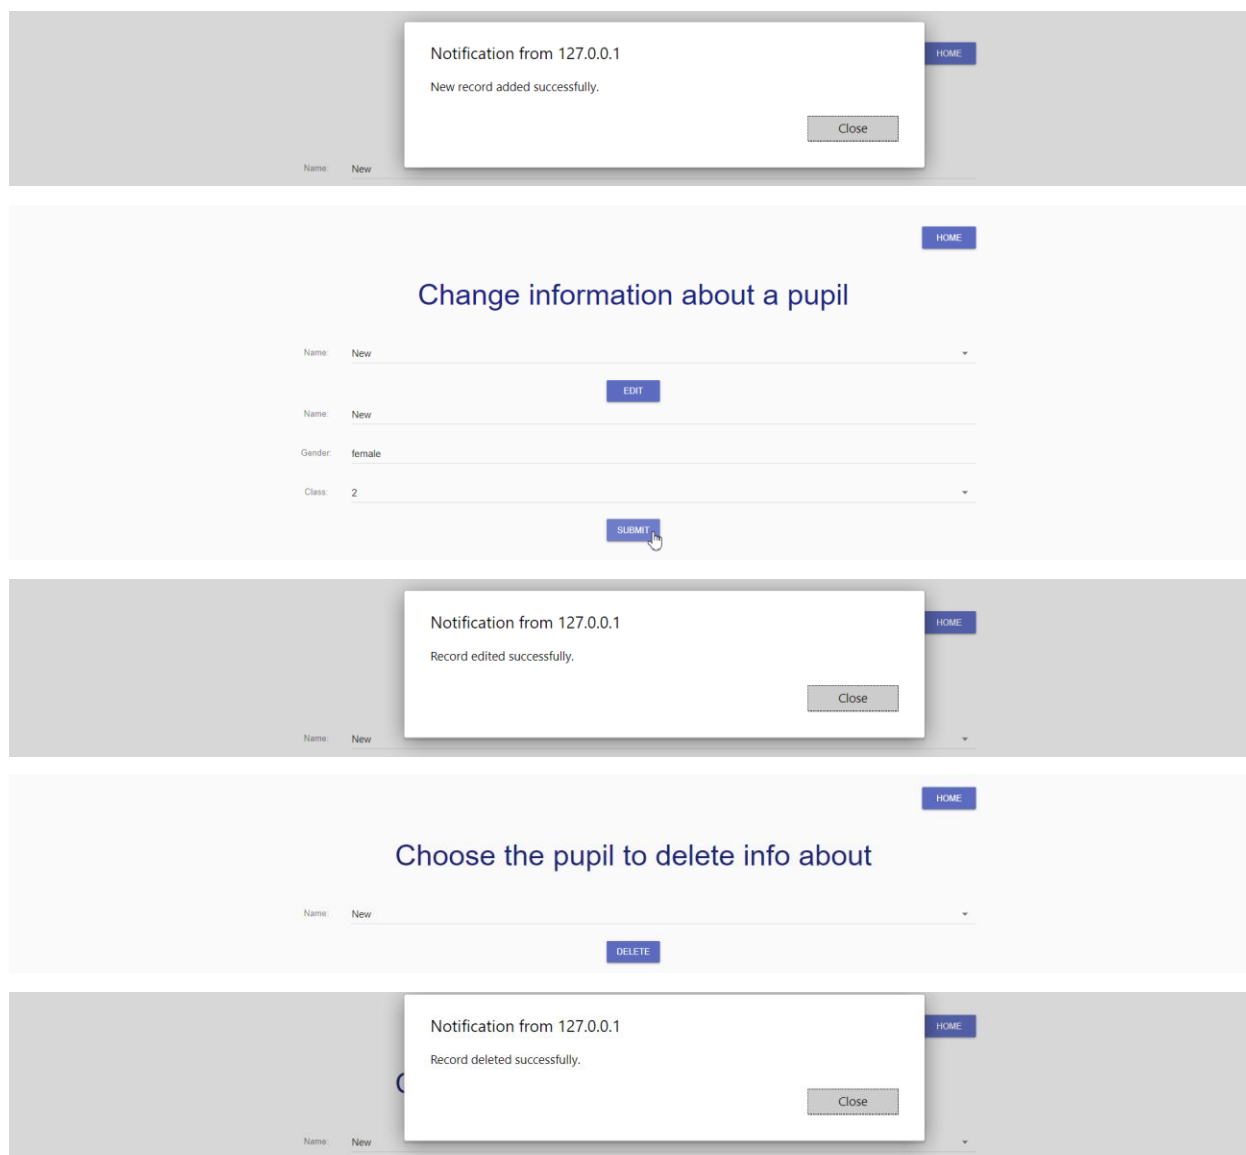 Notification from 127.0.0.1
HOME
New record added successfully.
Close
Name: New
HOME
Change information about a pupil
Name: New
EDIT
Name: New
Gender: female
Class: 2
SUBMIT
Notification from 127.0.0.1
HOME
Record edited successfully.
Close
Name: New
HOME
Choose the pupil to delete info about
Name: New
DELETE
Notification from 127.0.0.1
HOME
Record deleted successfully.
C
Close
Name: New